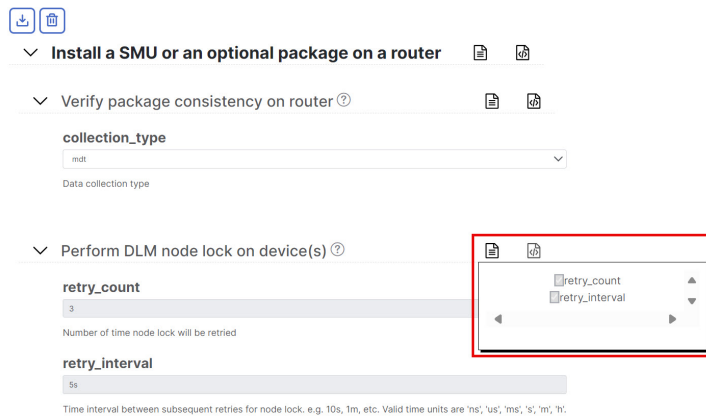 Install a SMU or an optional package on a router
Verify package consistency on router
collection_type
mdt
Data collection type
Perform DLM node lock on device(s)
retry_count
3
Number of time node lock will be retried
retry_interval
5s
Time interval between subsequent retries for node lock. e.g. 10s, 1m, etc. Valid time units are 'ns', 'us', 'ms', 's', 'm', 'h'.
retry_count
retry_interval